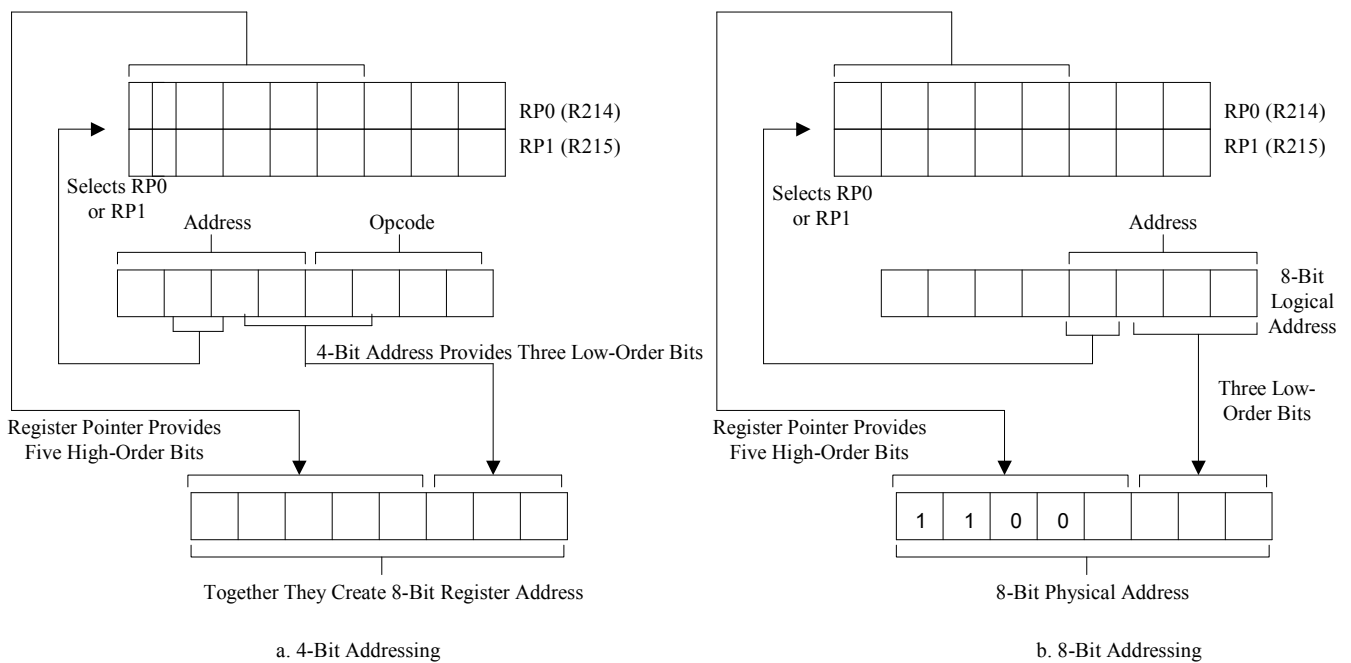 RP0 (R214)
RP1 (R215)
Selects RP0
or RP1
Address
Opcode
4-Bit Address Provides Three Low-Order Bits
Register Pointer Provides
Five High-Order Bits
Together They Create 8-Bit Register Address
a. 4-Bit Addressing
RP0 (R214)
RP1 (R215)
Selects RP0
or RP1
Address
8-Bit
Logical
Address
Three Low-
Order Bits
Register Pointer Provides
Five High-Order Bits
1 1 0 0
8-Bit Physical Address
b. 8-Bit Addressing